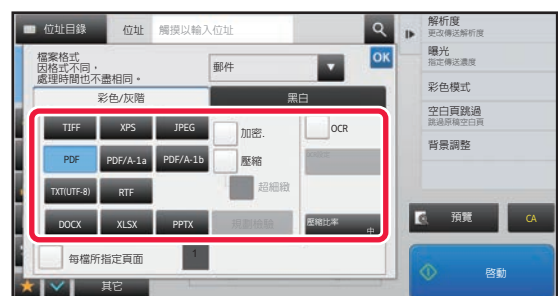 位址目錄
位址
觸摸以輸入位址
檔案格式
因格式不同,
處理時間也不盡相同。
郵件
OK
彩色/灰階
黑白
TIFF
XPS
JPEG
加密.
OCR
PDF
PDF/A-1a
PDF/A-1b
壓縮
TXT(UTF-8)
RTF
超細緻
DOCX
XLSX
PPTX
壓縮比率
中
每檔所指定頁面
1
其它
解析度
更改傳送解析度
曝光
指定傳送濃度
彩色模式
空白頁跳過
跳過原稿空白頁
背景調整
預覽
CA
啓動